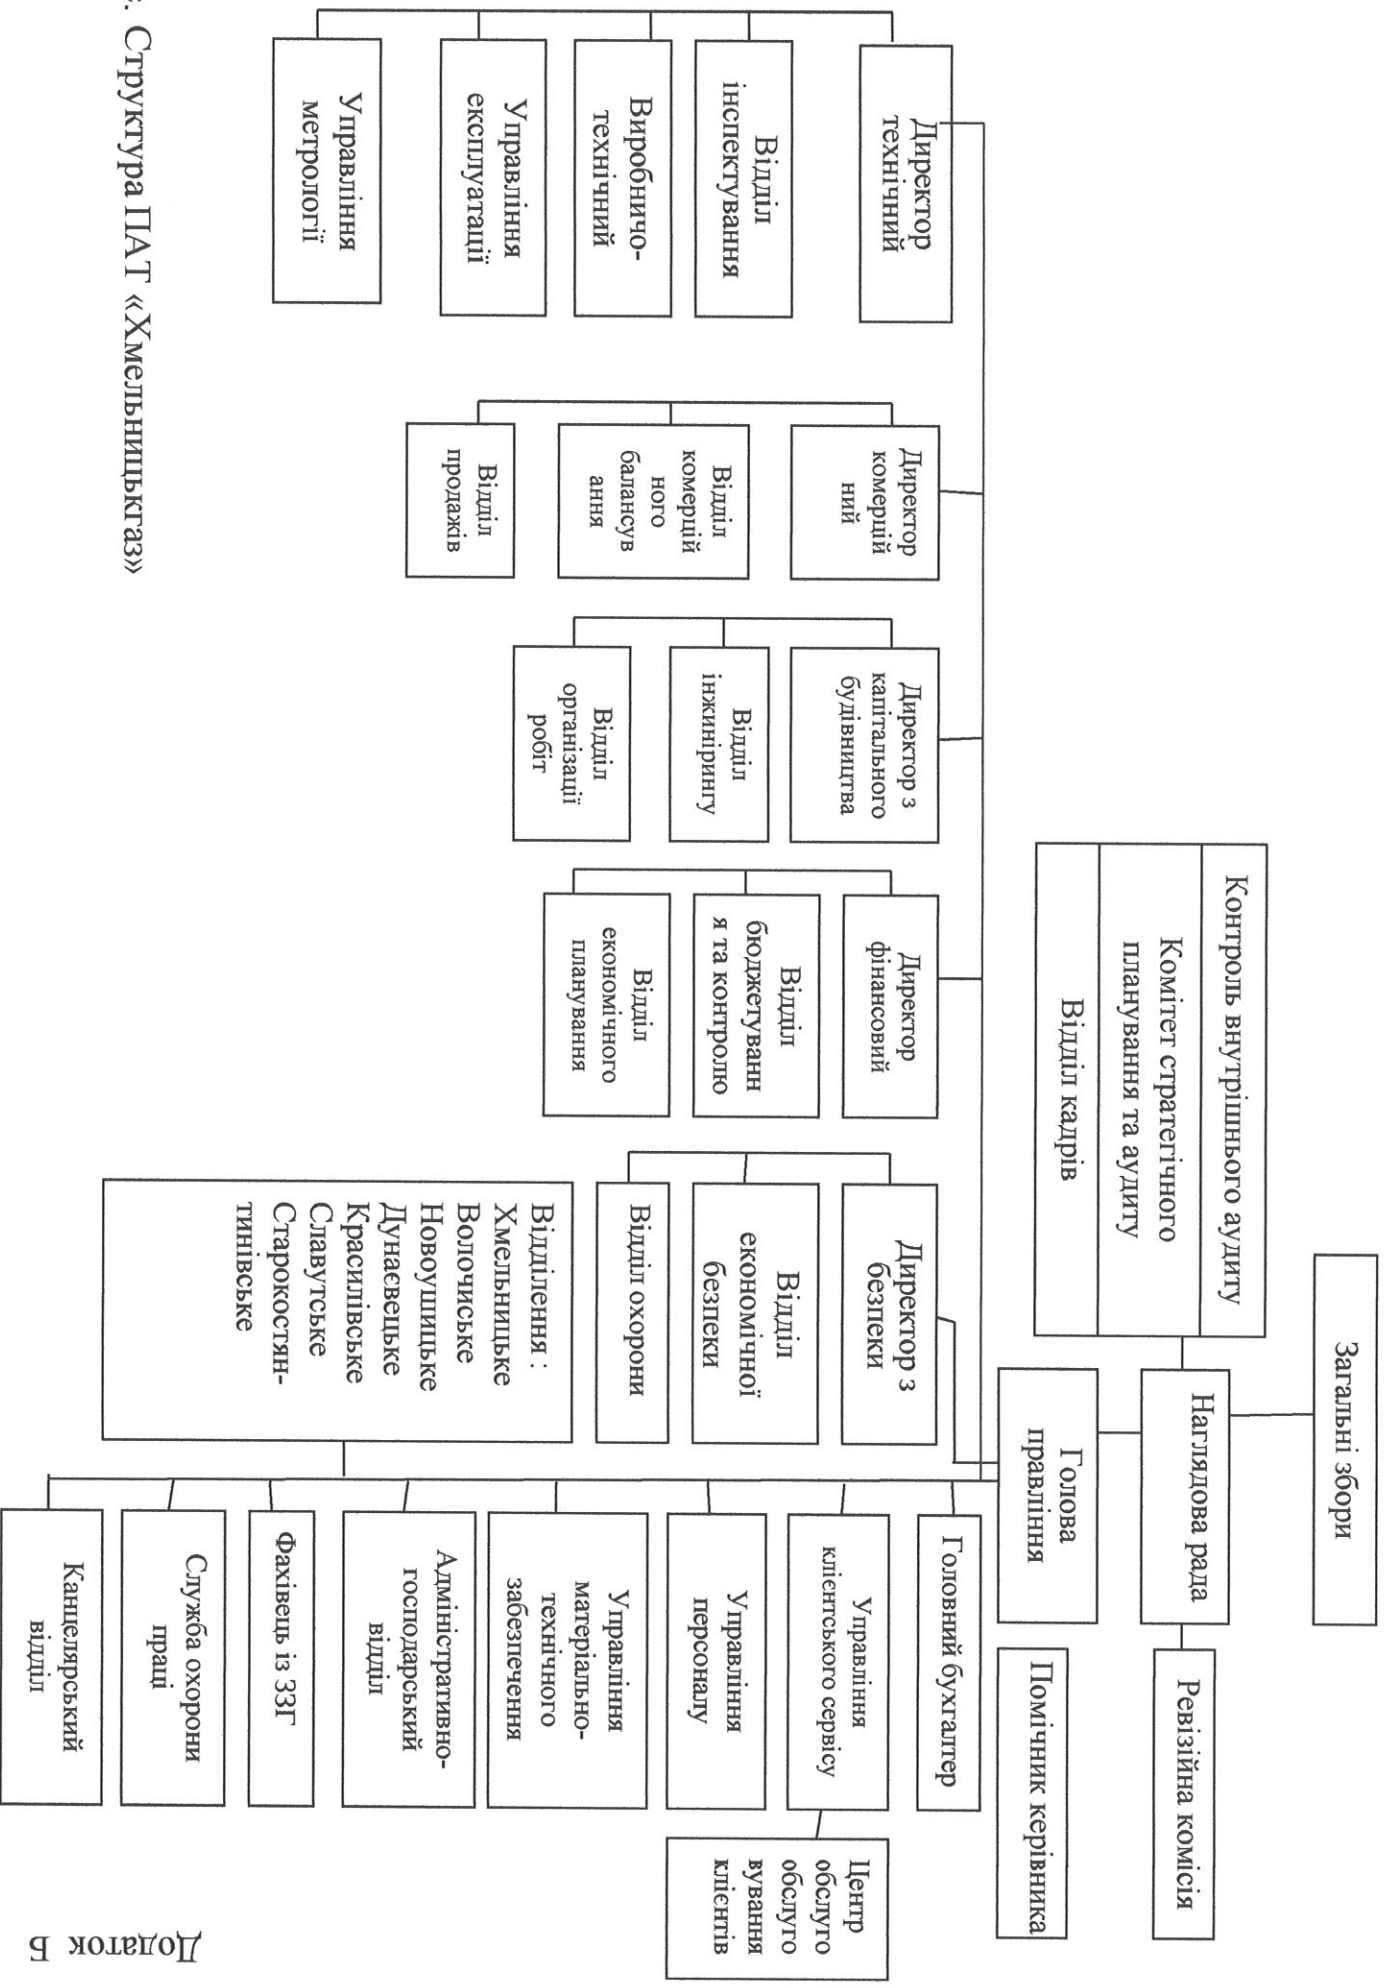 Додаток Б
Загальні збори
Контроль внутрішнього аудиту
Комітет стратегічного
планування та аудиту
Відділ кадрів
Наглядова рада
Ревізійна комісія
Голова
правління
Помічник керівника
Директор
технічний
Відділ
інспектування
Виробничо-
технічний
Управління
експлуатації
Управління
метрології
Директор
комерцій
ний
Відділ
комерцій
ного
балансув
ання
Відділ
продажів
Директор з
капітального
будівництва
Відділ
інжинірингу
Відділ
організації
робіт
Директор
фінансовий
Відділ
бюджетуванн
я та контролю
Відділ
економічного
планування
Директор з
безпеки
Відділ
економічної
безпеки
Відділ охорони
Відділення :
Хмельницьке
Волочиське
Новоушицьке
Дунаєвецьке
Красилівське
Славутське
Старокостян-
тинівське
Головний бухгалтер
Управління
клієнтського сервісу
Центр
обслуго
обслуго
вування
клієнтів
Управління
персоналу
Управління
матеріально-
технічного
забезпечення
Адміністративно-
господарський
відділ
Фахівець із ЗЗГ
Служба охорони
праці
Канцелярський
відділ
. Структура ПАТ «Хмельницькгаз»